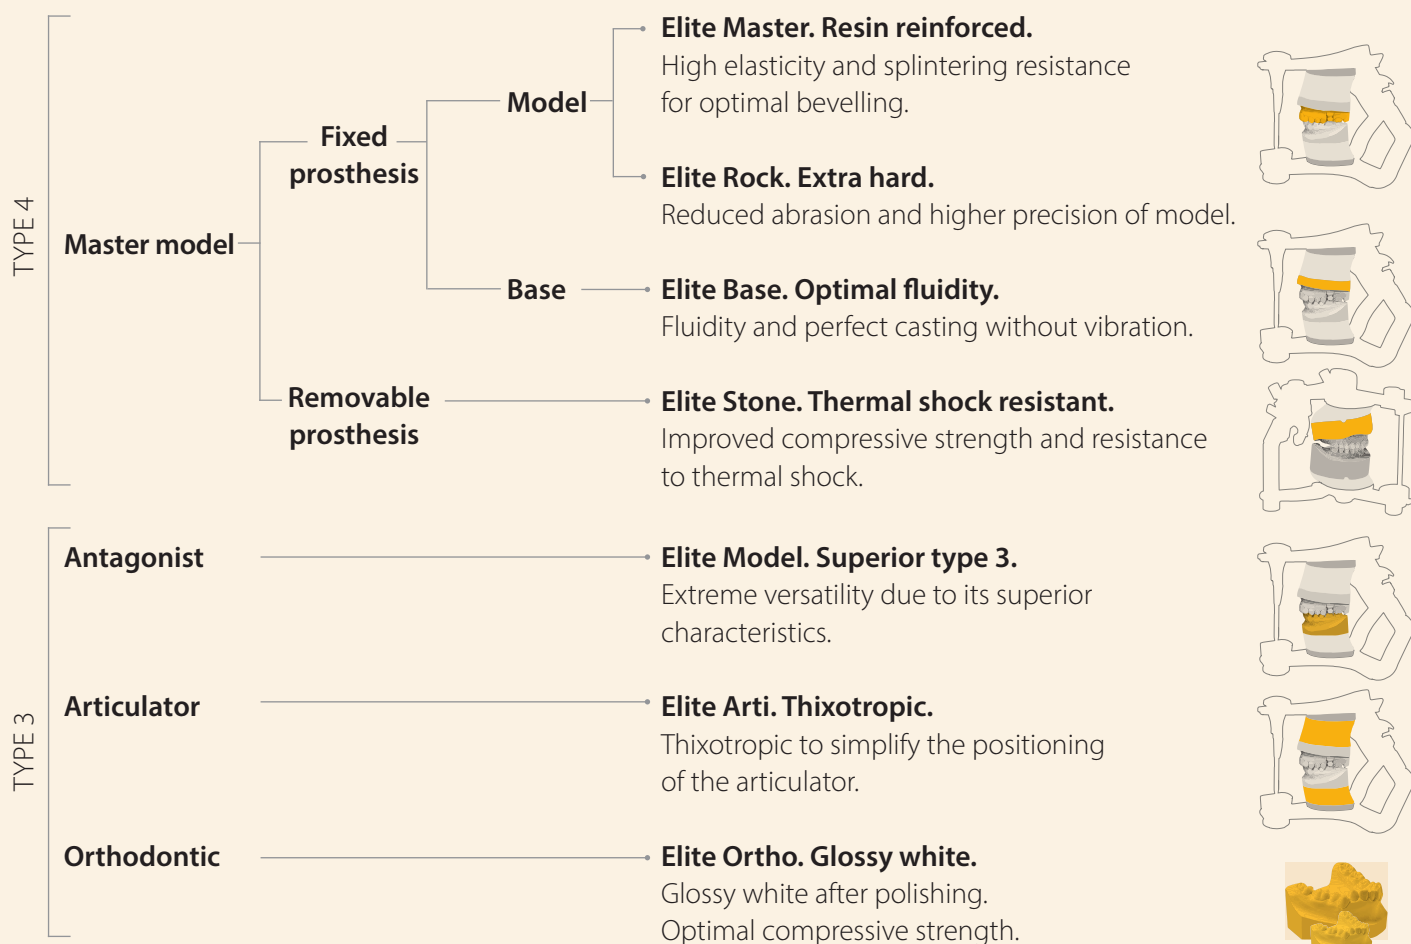 TYPE 4
Master model
Fixed
prosthesis
Model
Elite Master. Resin reinforced.
High elasticity and splintering resistance
for optimal bevelling.
Elite Rock. Extra hard.
Reduced abrasion and higher precision of model.
Base
Elite Base. Optimal fluidity.
Fluidity and perfect casting without vibration.
Removable
prosthesis
Elite Stone. Thermal shock resistant.
Improved compressive strength and resistance
to thermal shock.
TYPE 3
Antagonist
Elite Model. Superior type 3.
Extreme versatility due to its superior
characteristics.
Articulator
Elite Arti. Thixotropic.
Thixotropic to simplify the positioning
of the articulator.
Orthodontic
Elite Ortho. Glossy white.
Glossy white after polishing.
Optimal compressive strength.